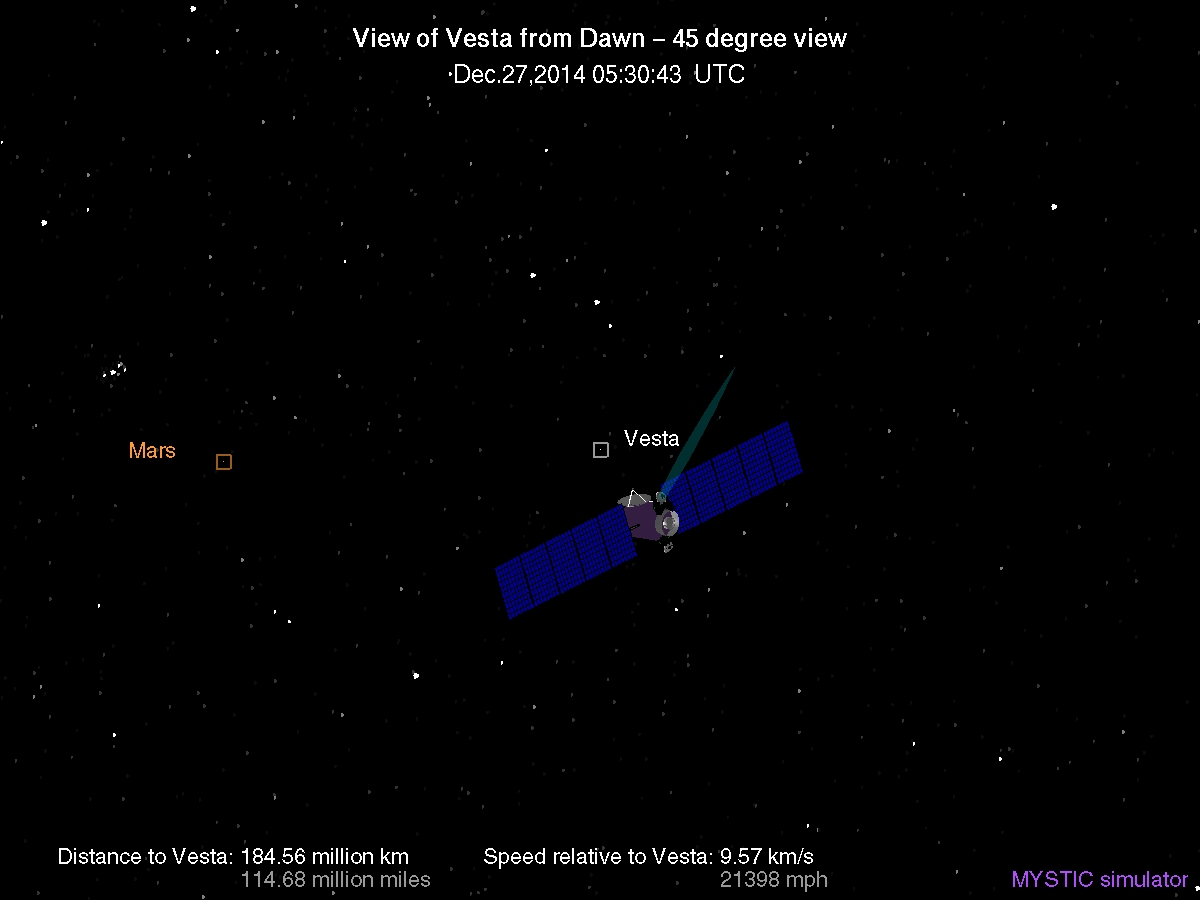 View of Vesta from Dawn – 45 degree view
Dec.27,2014 05:30:43 UTC
Vesta
Mars
Distance to Vesta: 184.56 million km
114.68 million miles
Speed relative to Vesta: 9.57 km/s
21398 mph
MYSTIC simulator